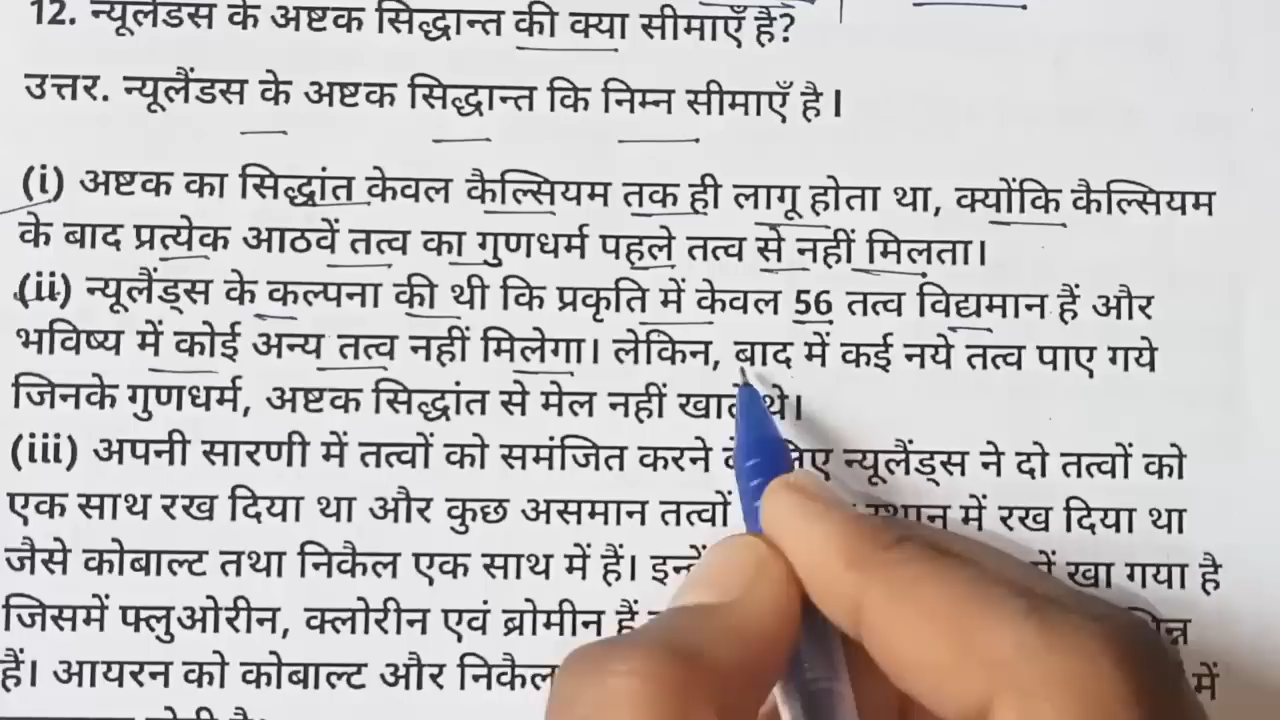 12. न्यूलैंडस के अष्टक सिद्धान्त की क्या सीमाएँ है?
उत्तर. न्यूलैंडस के अष्टक सिद्धान्त कि निम्न सीमाएँ है।
(i) अष्टक का सिद्धांत केवल कैल्सियम तक ही लागू होता था, क्योंकि कैल्सियम
के बाद प्रत्येक आठवें तत्व का गुणधर्म पहले तत्व से नहीं मिलता।
(ii) न्यूलैंड्स के कल्पना की थी कि प्रकृति में केवल 56 तत्व विद्यमान हैं और
भविष्य में कोई अन्य तत्व नहीं मिलेगा। लेकिन, बाद में कई नये तत्व पाए गये
जिनके गुणधर्म, अष्टक सिद्धांत से मेल नहीं खाते थे।
(iii) अपनी सारणी में तत्वों को समंजित करने के लिए न्यूलैंड्स ने दो तत्वों को
एक साथ रख दिया था और कुछ असमान तत्वों स्थान में रख दिया था
जैसे कोबाल्ट तथा निकैल एक साथ में हैं। इन्हें खा गया है
जिसमें फ्लुओरीन, क्लोरीन एवं ब्रोमीन हैं
हैं। आयरन को कोबाल्ट और निकैल में